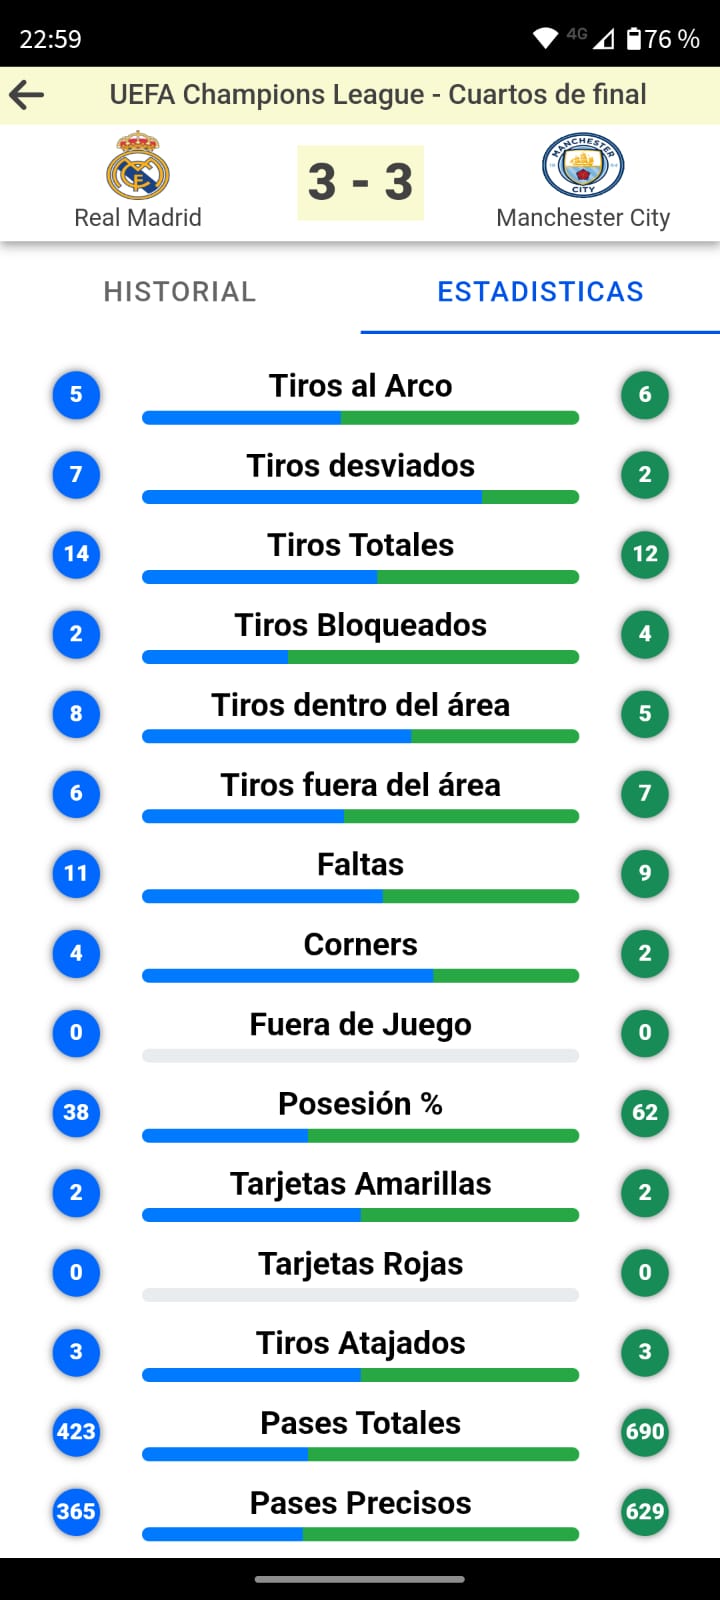 22:59 4G 76 %
UEFA Champions League - Cuartos de final
3 - 3
MANCHESTER
CITY
Real Madrid Manchester City
HISTORIAL ESTADISTICAS
5 Tiros al Arco 6
7 Tiros desviados 2
14 Tiros Totales 12
2 Tiros Bloqueados 4
8 Tiros dentro del área 5
6 Tiros fuera del área 7
11 Faltas 9
4 Corners 2
0 Fuera de Juego 0
38 Posesión % 62
2 Tarjetas Amarillas 2
0 Tarjetas Rojas 0
3 Tiros Atajados 3
423 Pases Totales 690
365 Pases Precisos 629